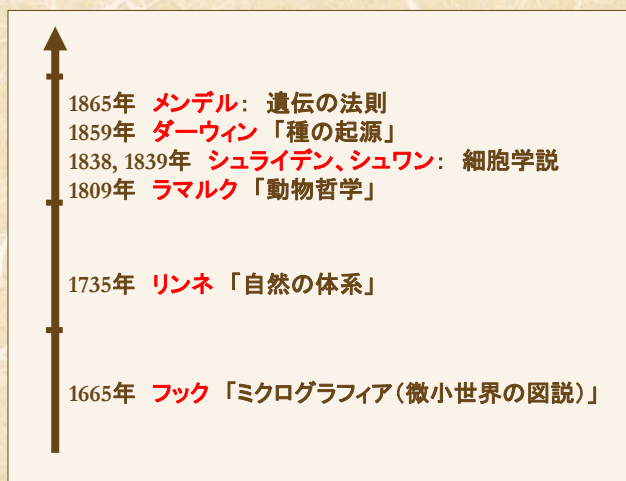 1865年 メンデル： 遺伝の法則
1859年 ダーウィン 「種の起源」
1838, 1839年 シュライデン、シュワン： 細胞学説
1809年 ラマルク 「動物哲学」
1735年 リンネ 「自然の体系」
1665年 フック 「ミクログラフィア（微小世界の図説）」